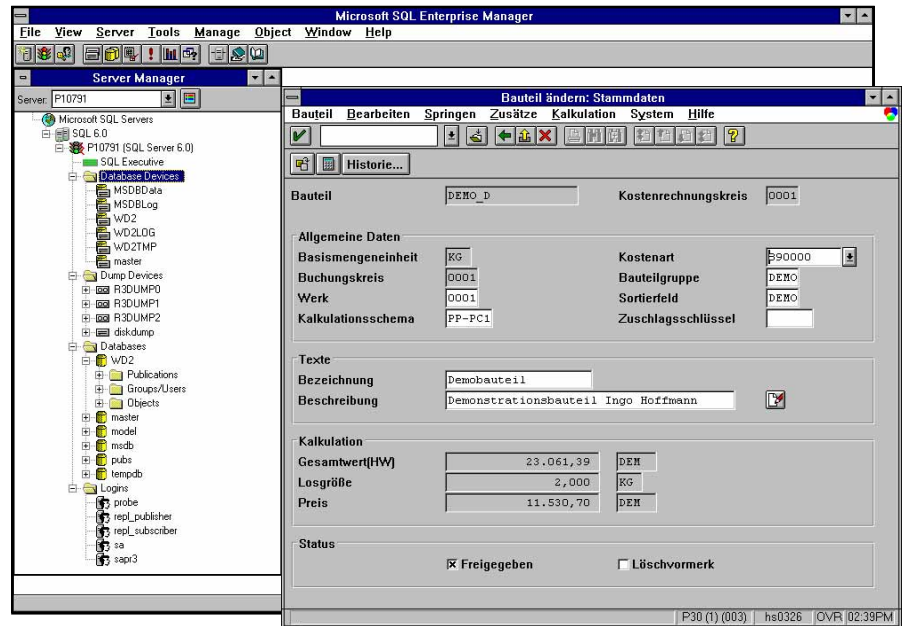 Microsoft SQL Enterprise Manager
File View Server Tools Manage Object Window Help
Server Manager
Server: P10791
Microsoft SQL Servers
SQL 6.0
P10791 (SQL Server 6.0)
SQL Executive
Database Devices
MSDBData
MSDBLog
WD2
WD2LOG
WD2TMP
master
Dump Devices
R3DUMP0
R3DUMP1
R3DUMP2
diskdump
Databases
WD2
Publications
Groups/Users
Objects
master
model
msdb
pubs
tempdb
Logins
probe
repl_publisher
repl_subscriber
sa
sapr3
Bauteil ändern: Stammdaten
Bauteil Bearbeiten Springen Zusätze Kalkulation System Hilfe
Historie...
Bauteil DEMO_D Kostenrechnungskreis 0001
Allgemeine Daten
Basismengeneinheit KG Kostenart 890000
Buchungskreis 0001 Bauteilgruppe DEMO
Werk 0001 Sortierfeld DEMO
Kalkulationsschema PP-PC1 Zuschlagsschlüssel
Texte
Bezeichnung Demobauteil
Beschreibung Demonstrationsbauteil Ingo Hoffmann
Kalkulation
Gesamtwert(HW) 23.061,39 DEM
Losgröße 2,000 KG
Preis 11.530,70 DEM
Status
Freigegeben Löschvormerk
P30 (1) (003) hs0326 OVR 02:39PM